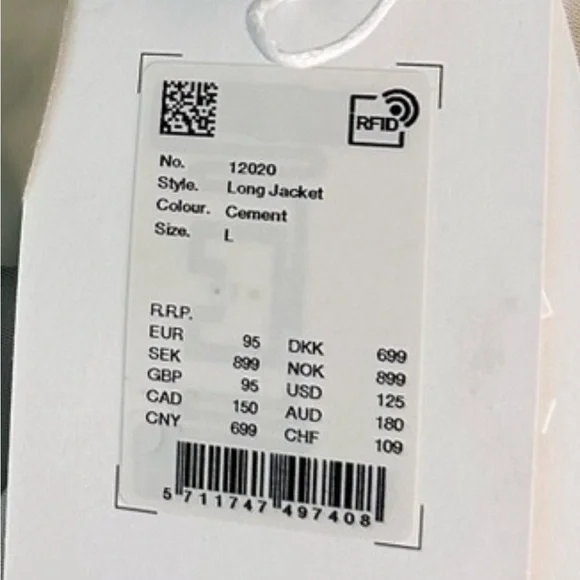 RFID
No. 12020
Style. Long Jacket
Colour. Cement
Size. L
R.R.P.
EUR 95 DKK 699
SEK 899 NOK 899
GBP 95 USD 125
CAD 150 AUD 180
CNY 699 CHF 109
5 711747 497408